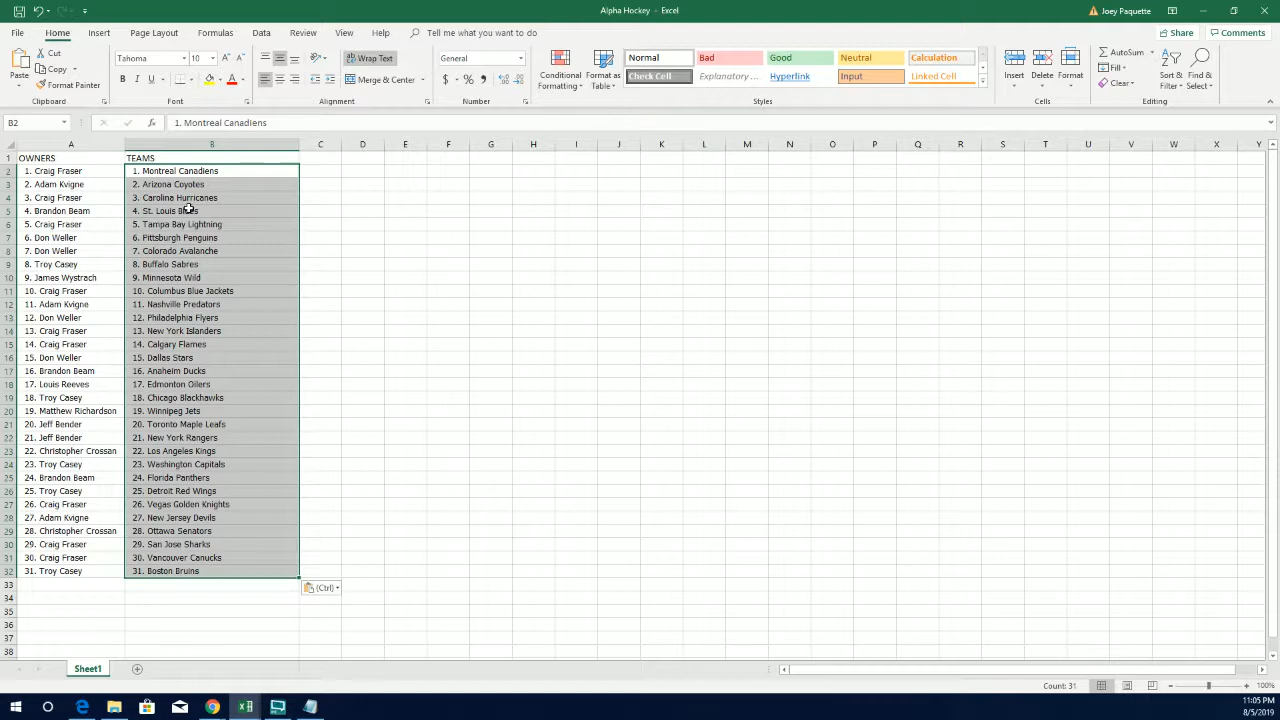 Alpha Hockey – Excel
Joey Paquette
File Home Insert Page Layout Formulas Data Review View Help Tell me what you want to do
Share Comments
Cut
Copy
Format Painter
Paste
Clipboard
Tahoma 10
B I U
Font
Wrap Text
Merge & Center
Alignment
General
$ % ,
Number
Conditional Formatting
Format as Table
Normal Bad Good Neutral Calculation
Check Cell Explanatory ... Hyperlink Input Linked Cell
Styles
Insert Delete Format
Cells
AutoSum
Fill
Clear
Sort & Filter
Find & Select
Editing
B2 fx 1. Montreal Canadiens
A B C D E F G H I J K L M N O P Q R S T U V W X Y
1 OWNERS TEAMS
2 1. Craig Fraser 1. Montreal Canadiens
3 2. Adam Kvigne 2. Arizona Coyotes
4 3. Craig Fraser 3. Carolina Hurricanes
5 4. Brandon Beam 4. St. Louis Blues
6 5. Craig Fraser 5. Tampa Bay Lightning
7 6. Don Weller 6. Pittsburgh Penguins
8 7. Don Weller 7. Colorado Avalanche
9 8. Troy Casey 8. Buffalo Sabres
10 9. James Wystrach 9. Minnesota Wild
11 10. Craig Fraser 10. Columbus Blue Jackets
12 11. Adam Kvigne 11. Nashville Predators
13 12. Don Weller 12. Philadelphia Flyers
14 13. Craig Fraser 13. New York Islanders
15 14. Craig Fraser 14. Calgary Flames
16 15. Don Weller 15. Dallas Stars
17 16. Brandon Beam 16. Anaheim Ducks
18 17. Louis Reeves 17. Edmonton Oilers
19 18. Troy Casey 18. Chicago Blackhawks
20 19. Matthew Richardson 19. Winnipeg Jets
21 20. Jeff Bender 20. Toronto Maple Leafs
22 21. Jeff Bender 21. New York Rangers
23 22. Christopher Crossan 22. Los Angeles Kings
24 23. Troy Casey 23. Washington Capitals
25 24. Brandon Beam 24. Florida Panthers
26 25. Troy Casey 25. Detroit Red Wings
27 26. Craig Fraser 26. Vegas Golden Knights
28 27. Adam Kvigne 27. New Jersey Devils
29 28. Christopher Crossan 28. Ottawa Senators
30 29. Craig Fraser 29. San Jose Sharks
31 30. Craig Fraser 30. Vancouver Canucks
32 31. Troy Casey 31. Boston Bruins
33 (Ctrl)
34
35
36
37
38
Sheet1
Count: 31 100%
11:05 PM
8/5/2019